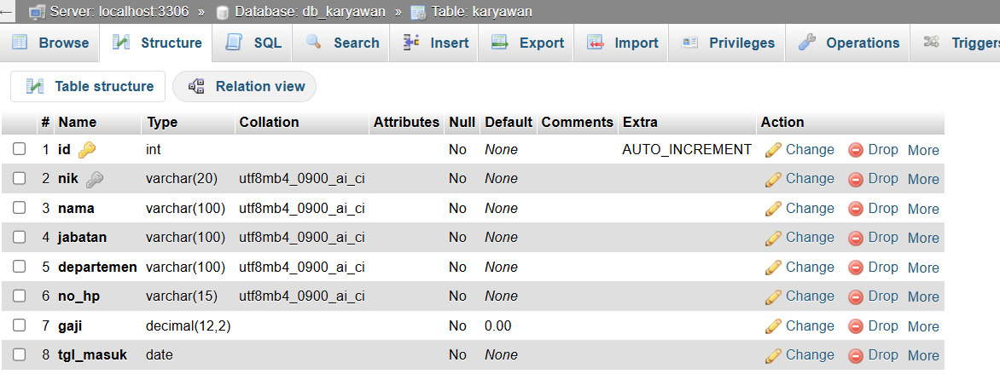 Server: localhost:3306 » Database: db_karyawan » Table: karyawan
Browse Structure SQL Search Insert Export Import Privileges Operations Triggers
Table structure Relation view
# Name Type Collation Attributes Null Default Comments Extra Action
1 id int No None AUTO_INCREMENT Change Drop More
2 nik varchar(20) utf8mb4_0900_ai_ci No None Change Drop More
3 nama varchar(100) utf8mb4_0900_ai_ci No None Change Drop More
4 jabatan varchar(100) utf8mb4_0900_ai_ci No None Change Drop More
5 departemen varchar(100) utf8mb4_0900_ai_ci No None Change Drop More
6 no_hp varchar(15) utf8mb4_0900_ai_ci No None Change Drop More
7 gaji decimal(12,2) No 0.00 Change Drop More
8 tgl_masuk date No None Change Drop More